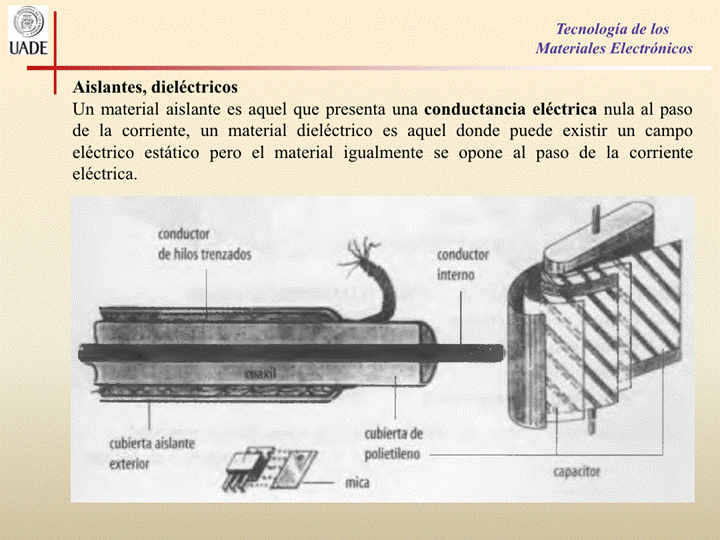 UADE
Tecnología de los
Materiales Electrónicos
Aislantes, dieléctricos
Un material aislante es aquel que presenta una conductancia eléctrica nula al paso
de la corriente, un material dieléctrico es aquel donde puede existir un campo
eléctrico estático pero el material igualmente se opone al paso de la corriente
eléctrica.
conductor
de hilos trenzados
conductor
interno
coaxil
cubierta aislante
exterior
cubierta de
polietileno
mica
capacitor